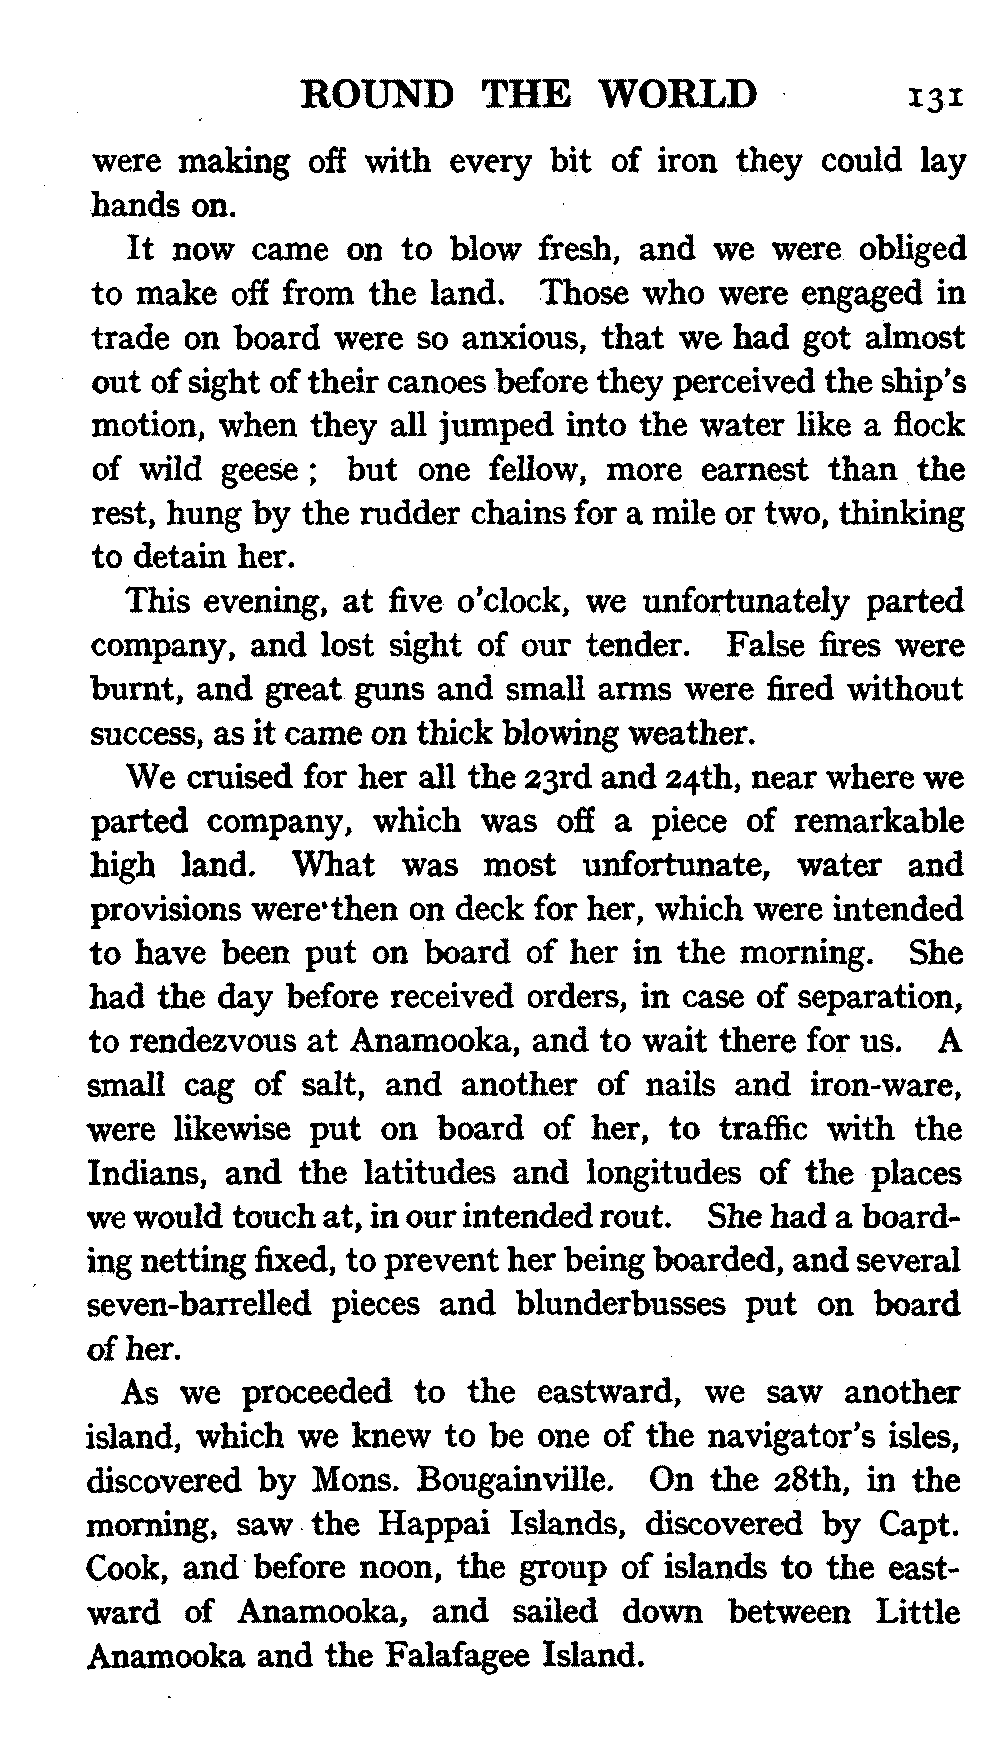 ROUND THE WORLD 131
were making off with every bit of iron they could lay
hands on.
It now came on to blow fresh, and we were obliged
to make off from the land. Those who were engaged in
trade on board were so anxious, that we had got almost
out of sight of their canoes before they perceived the ship's
motion, when they all jumped into the water like a flock
of wild geese ; but one fellow, more earnest than the
rest, hung by the rudder chains for a mile or two, thinking
to detain her.
This evening, at five o'clock, we unfortunately parted
company, and lost sight of our tender. False fires were
burnt, and great guns and small arms were fired without
success, as it came on thick blowing weather.
We cruised for her all the 23rd and 24th, near where we
parted company, which was off a piece of remarkable
high land. What was most unfortunate, water and
provisions were then on deck for her, which were intended
to have been put on board of her in the morning. She
had the day before received orders, in case of separation,
to rendezvous at Anamooka, and to wait there for us. A
small cag of salt, and another of nails and iron-ware,
were likewise put on board of her, to traffic with the
Indians, and the latitudes and longitudes of the places
we would touch at, in our intended rout. She had a board-
ing netting fixed, to prevent her being boarded, and several
seven-barrelled pieces and blunderbusses put on board
of her.
As we proceeded to the eastward, we saw another
island, which we knew to be one of the navigator's isles,
discovered by Mons. Bougainville. On the 28th, in the
morning, saw the Happai Islands, discovered by Capt.
Cook, and before noon, the group of islands to the east-
ward of Anamooka, and sailed down between Little
Anamooka and the Falafagee Island.